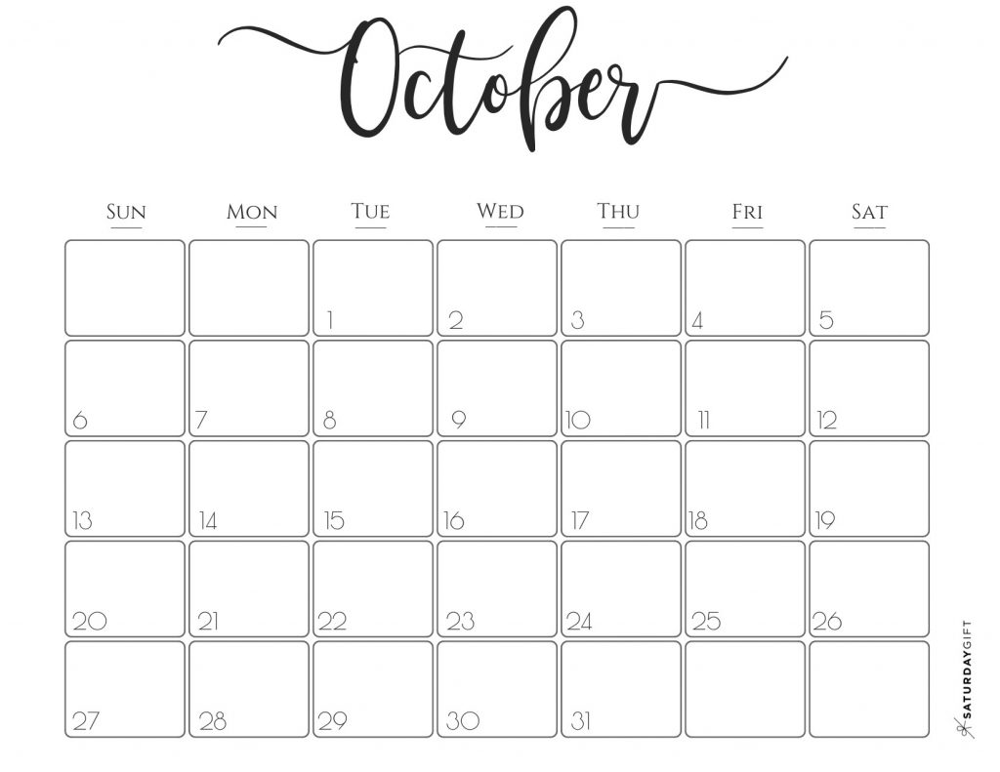 October
SUN MON TUE WED THU FRI SAT
1 2 3 4 5
6 7 8 9 10 11 12
13 14 15 16 17 18 19
20 21 22 23 24 25 26
27 28 29 30 31
SATURDAYGIFT